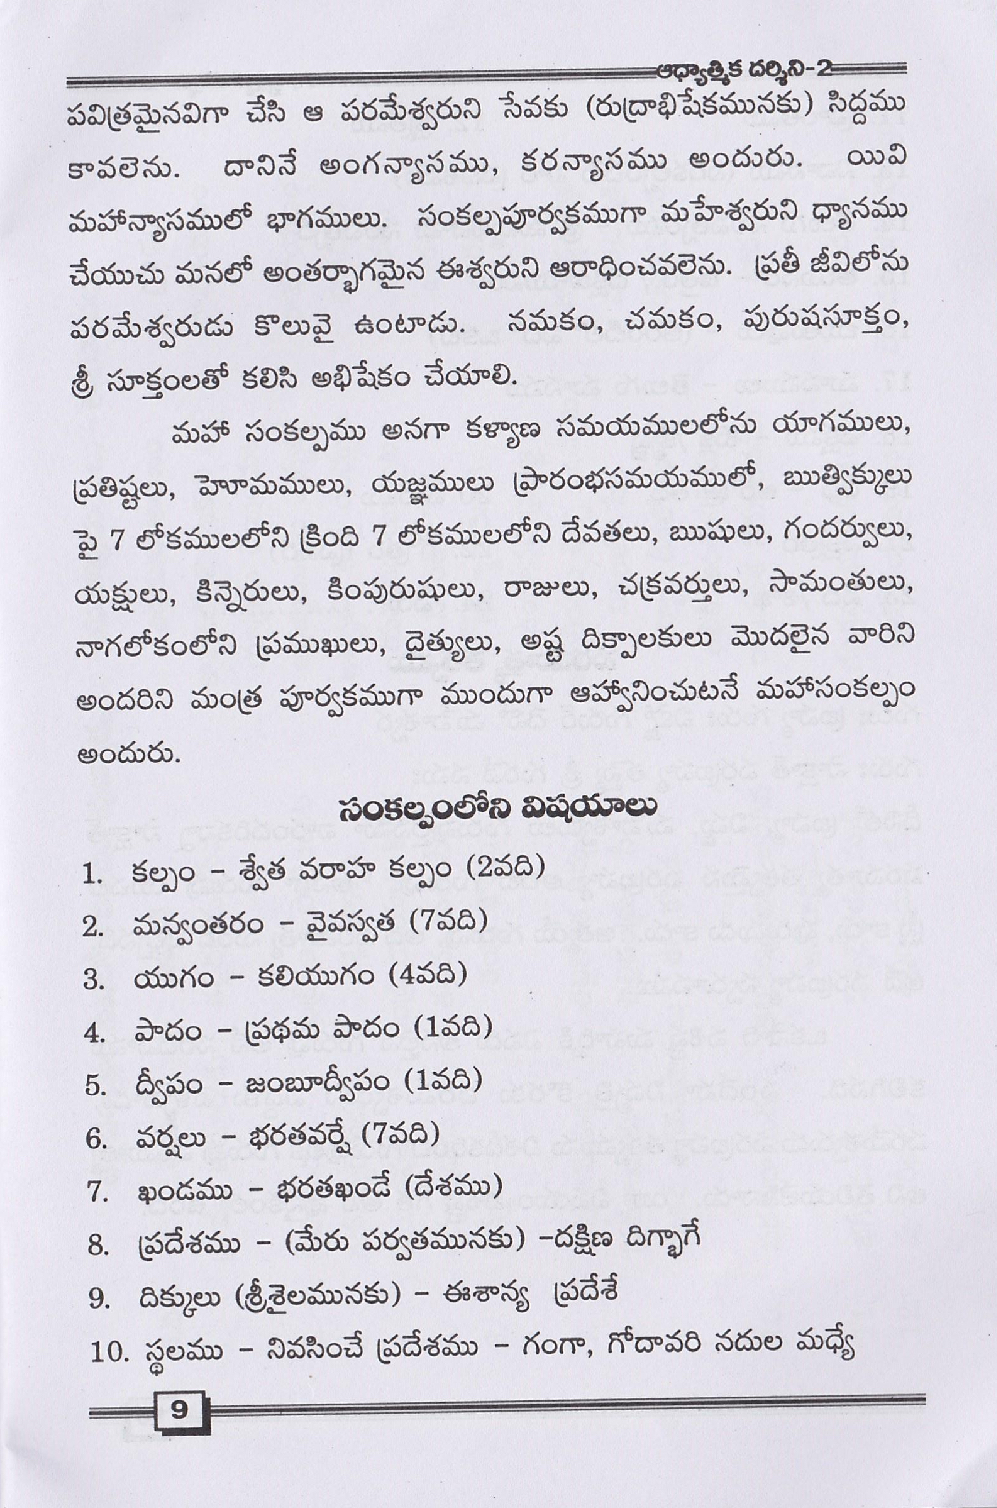 ఆధ్యాత్మిక దర్శిని-2
పవిత్రమైనవిగా చేసి ఆ పరమేశ్వరుని సేవకు (రుద్రాభిషేకమునకు) సిద్దము
కావలెను. దానినే అంగన్యాసము, కరన్యాసము అందురు. యివి
మహాన్యాసములో భాగములు. సంకల్పపూర్వకముగా మహేశ్వరుని ధ్యానము
చేయుచు మనలో అంతర్భాగమైన ఈశ్వరుని ఆరాధించవలెను. ప్రతీ జీవిలోను
పరమేశ్వరుడు కొలువై ఉంటాడు. నమకం, చమకం, పురుషసూక్తం,
శ్రీ సూక్తంలతో కలిసి అభిషేకం చేయాలి.
మహా సంకల్పము అనగా కళ్యాణ సమయములలోను యాగములు,
ప్రతిష్టలు, హెూమములు, యజ్ఞములు ప్రారంభసమయములో, ఋత్విక్కులు
పై 7 లోకములలోని క్రింది 7 లోకములలోని దేవతలు, ఋషులు, గందర్వులు,
యక్షులు, కిన్నెరులు, కింపురుషులు, రాజులు, చక్రవర్తులు, సామంతులు,
నాగలోకంలోని ప్రముఖులు, దైత్యులు, అష్ట దిక్పాలకులు మొదలైన వారిని
అందరిని మంత్ర పూర్వకముగా ముందుగా ఆహ్వానించుటనే మహాసంకల్పం
అందురు.
సంకల్పంలోని విషయాలు
1. కల్పం - శ్వేత వరాహ కల్పం (2వది)
2. మన్వంతరం - వైవస్వత (7వది)
3. యుగం - కలియుగం (4వది)
4. పాదం - ప్రథమ పాదం (1వది)
5. ద్వీపం - జంబూద్వీపం (1వది)
6. వర్షలు - భరతవర్షే (7వది)
7. ఖండము - భరతఖండే (దేశము)
8. ప్రదేశము - (మేరు పర్వతమునకు) -దక్షిణ దిగ్భాగే
9. దిక్కులు (శ్రీశైలమునకు) - ఈశాన్య ప్రదేశే
10. స్థలము - నివసించే ప్రదేశము - గంగా, గోదావరి నదుల మధ్యే
9